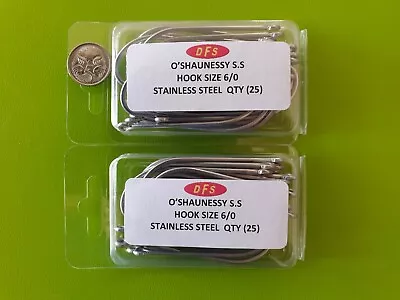 DFS
O'SHAUNESSY S.S
HOOK SIZE 6/0
STAINLESS STEEL QTY (25)
DFS
O'SHAUNESSY S.S
HOOK SIZE 6/0
STAINLESS STEEL QTY (25)